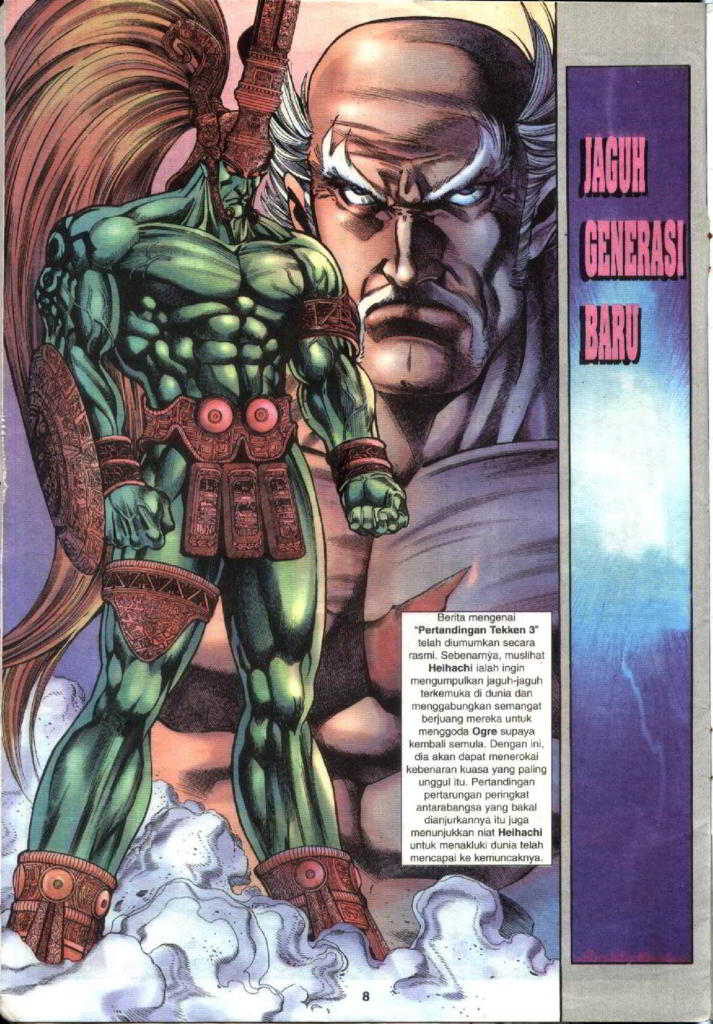 JAGUH
GENERASI
BARU
Berita mengenai
"Pertandingan Tekken 3"
telah diumumkan secara
rasmi. Sebenarnya, muslihat
Heihachi ialah ingin
mengumpulkan jaguh-jaguh
terkemuka di dunia dan
menggabungkan semangat
berjuang mereka untuk
menggoda Ogre supaya
kembali semula. Dengan ini,
dia akan dapat menerokai
kebenaran kuasa yang paling
unggul itu. Pertandingan
pertarungan peringkat
antarabangsa yang bakal
dianjurkannya itu juga
menunjukkan niat Heihachi
untuk menakluki dunia telah
mencapai ke kemuncaknya.
8